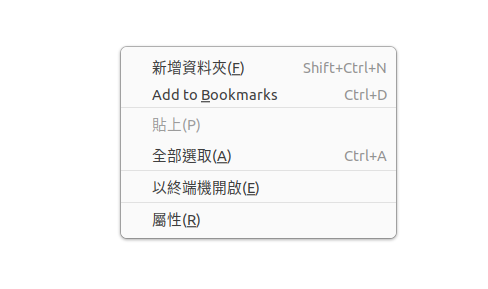 新增資料夾(F) Shift+Ctrl+N
Add to Bookmarks Ctrl+D
貼上(P)
全部選取(A) Ctrl+A
以終端機開啟(E)
屬性(R)